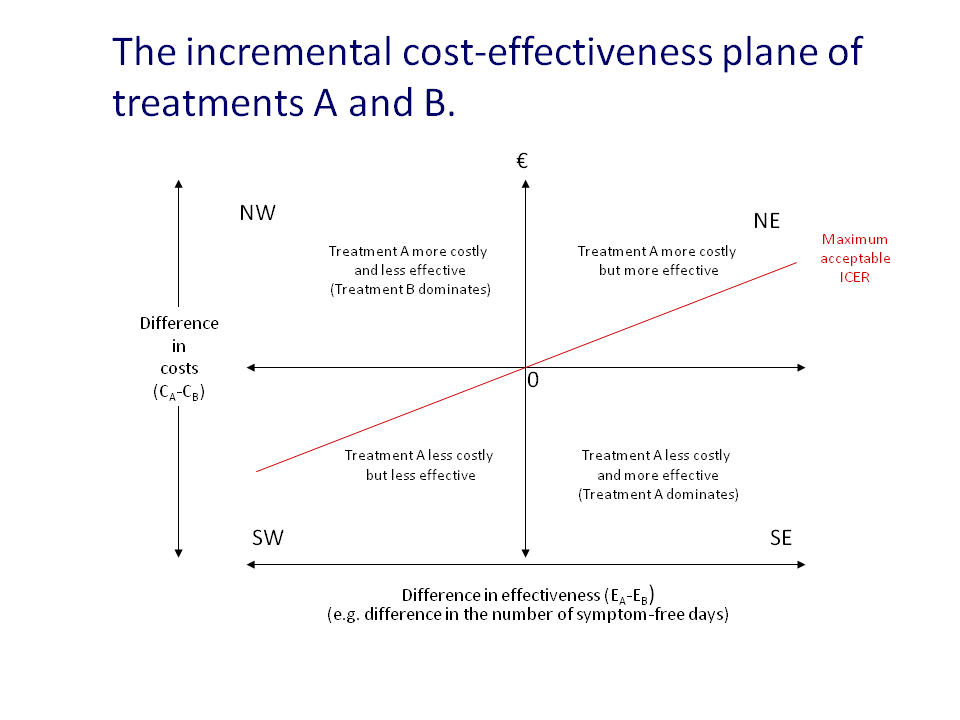 The incremental cost-effectiveness plane of
treatments A and B.
€
NW
NE
Treatment A more costly
and less effective
(Treatment B dominates)
Treatment A more costly
but more effective
Maximum
acceptable
ICER
Difference
in
costs
(CA-CB)
0
Treatment A less costly
but less effective
Treatment A less costly
and more effective
(Treatment A dominates)
SW
SE
Difference in effectiveness (EA-EB)
(e.g. difference in the number of symptom-free days)